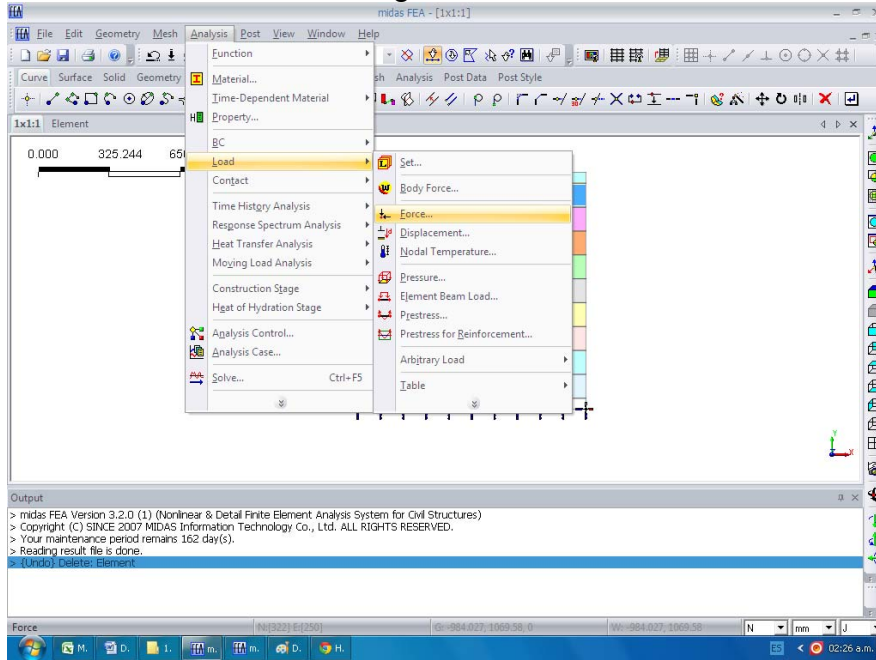 midas FEA - [1x1:1]
File Edit Geometry Mesh Analysis Post View Window Help
Curve Surface Solid Geometry
sh Analysis Post Data Post Style
1x1:1 Element
0.000 325.244
Function
Material...
Time-Dependent Material
Property...
BC
Load
Contact
Time History Analysis
Response Spectrum Analysis
Heat Transfer Analysis
Moving Load Analysis
Construction Stage
Heat of Hydration Stage
Analysis Control...
Analysis Case...
Solve... Ctrl+F5
Set...
Body Force...
Force...
Displacement...
Nodal Temperature...
Pressure...
Element Beam Load...
Prestress...
Prestress for Reinforcement...
Arbitrary Load
Table
Y
X
Output
> midas FEA Version 3.2.0 (1) (Nonlinear & Detail Finite Element Analysis System for Civil Structures)
> Copyright (C) SINCE 2007 MIDAS Information Technology Co., Ltd. ALL RIGHTS RESERVED.
> Your maintenance period remains 162 day(s).
> Reading result file is done.
> {Undo} Delete: Element
Force N:[322] E:[250] G: -984.027, 1069.58, 0 W: -984.027, 1069.58 N mm J
M. D. 1. m. m. D. H. ES 02:26 a.m.